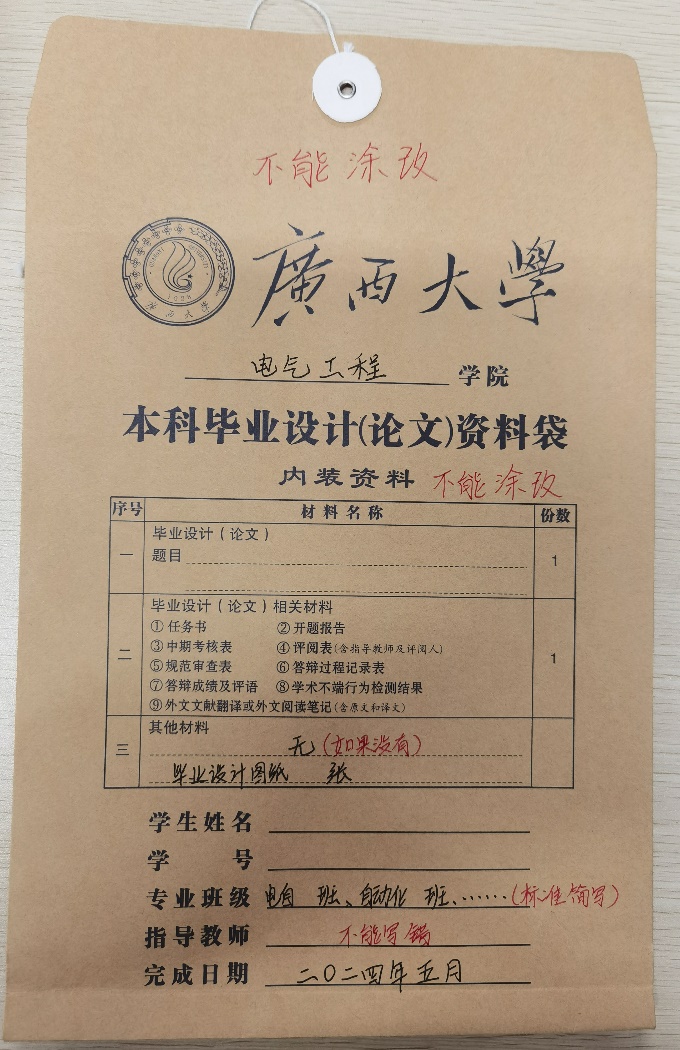 不能涂改
1928
廣西大學
电气工程 学院
本科毕业设计(论文)资料袋
内装资料 不能涂改
序号 材料名称 份数
一 毕业设计(论文)
题目 1
二 毕业设计(论文)相关材料 1
① 任务书 ② 开题报告
③ 中期考核表 ④ 评阅表(含指导教师及评阅人)
⑤ 规范审查表 ⑥ 答辩过程记录表
⑦ 答辩成绩及评语 ⑧ 学术不端行为检测结果
⑨ 外文文献翻译或外文阅读笔记(含原文和译文)
三 其他材料
无(如果没有)
毕业设计图纸 张
学生姓名
学 号
专业班级 电自 班、自动化 班、……(标准简写)
指导教师 不能写错
完成日期 二〇二四年五月